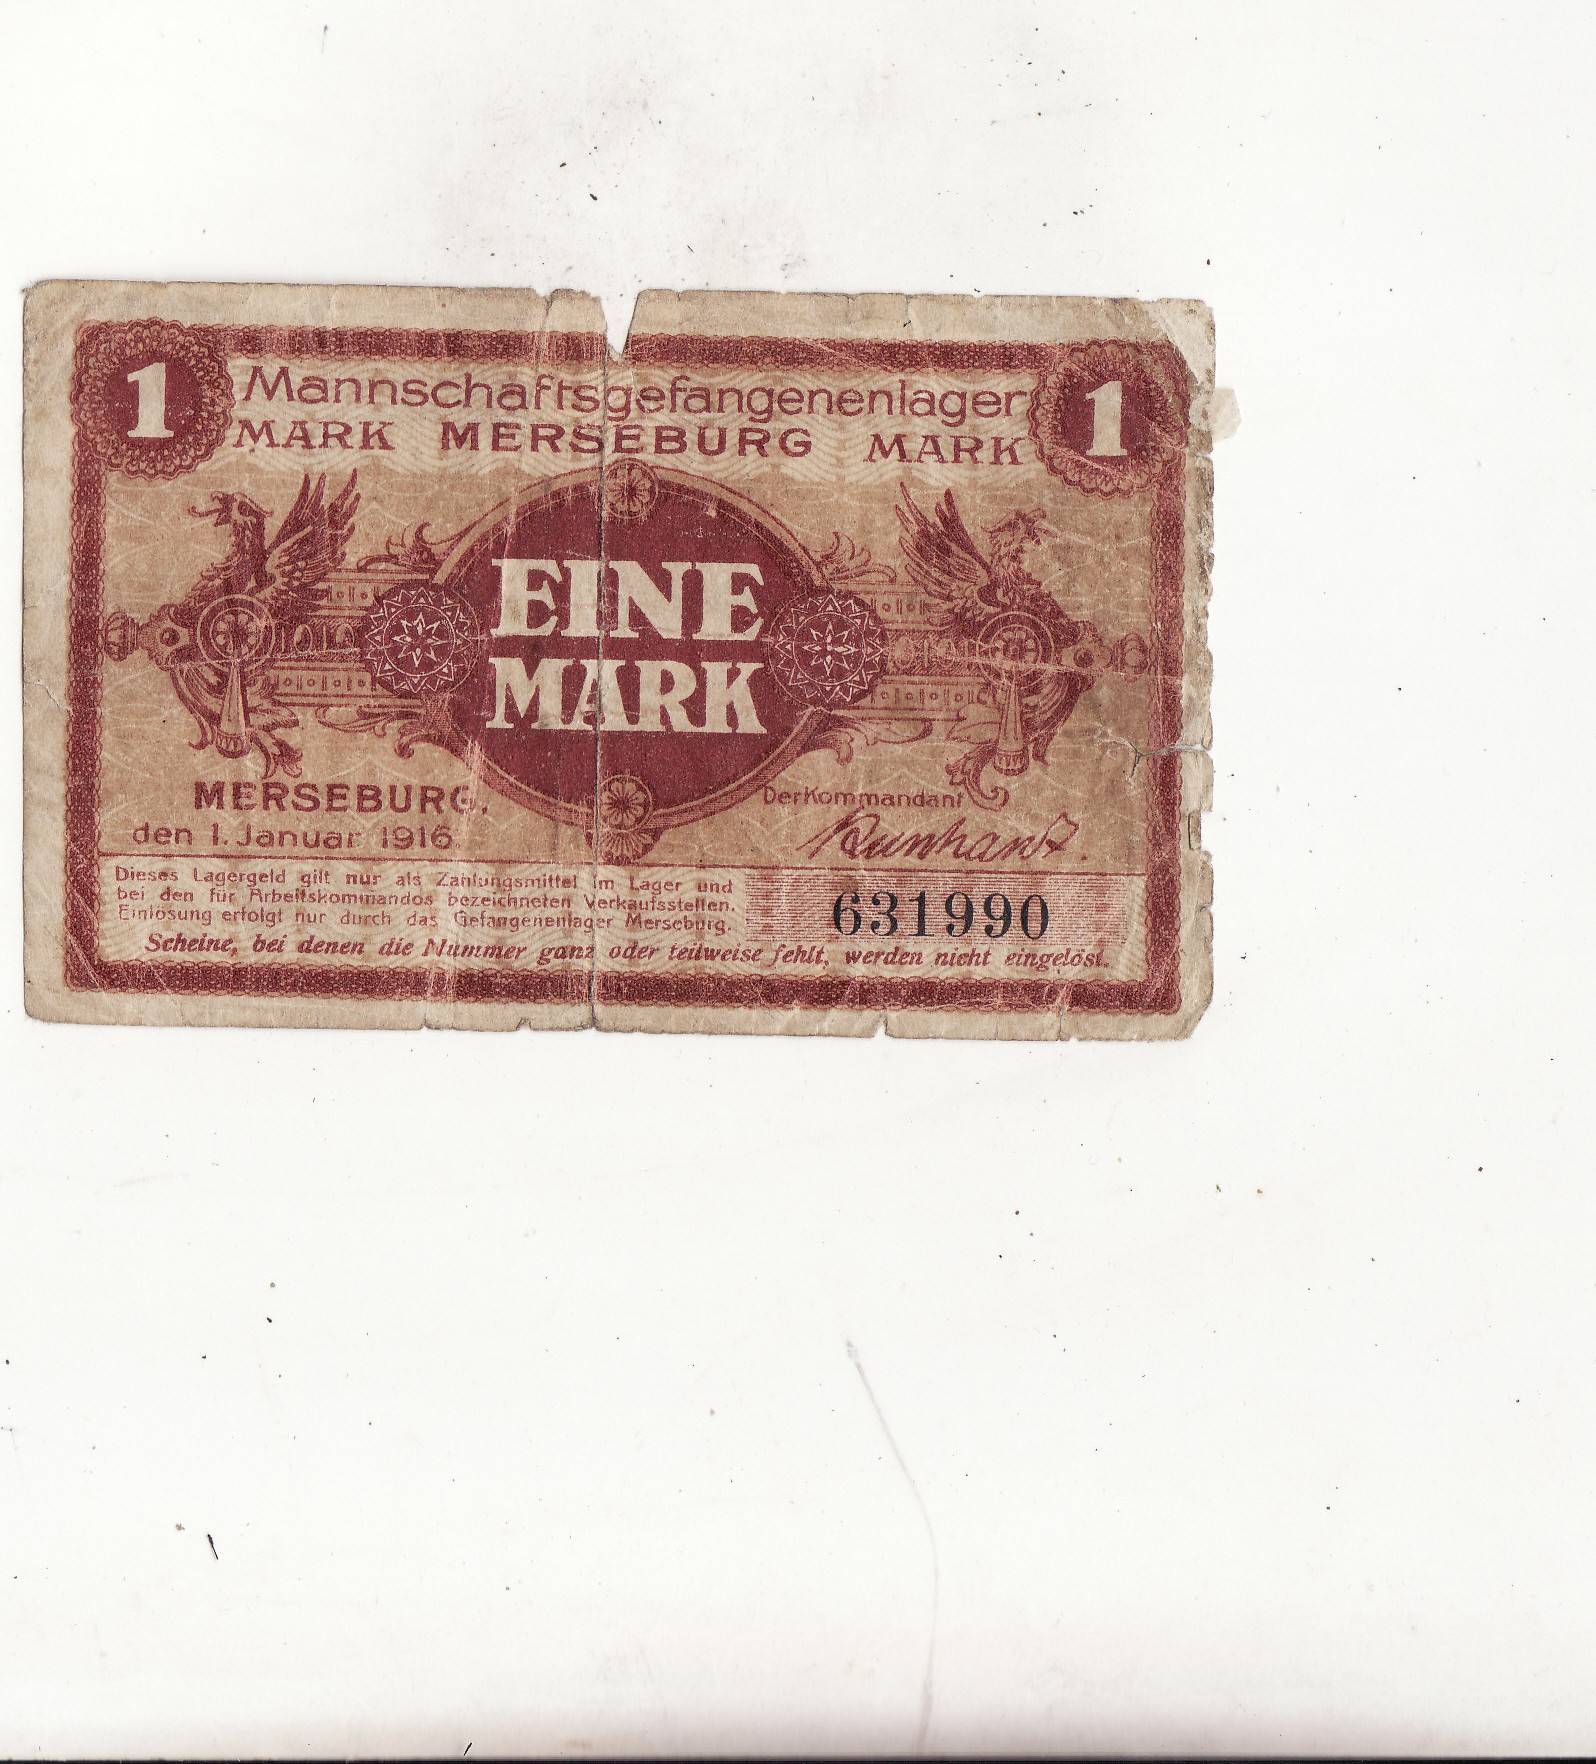 1 Mannschaftsgefangenenlager 1
MARK MERSEBURG MARK
EINE
MARK
MERSEBURG,
den 1. Januar 1916.
Der Kommandant
Dieses Lagergeld gilt nur als Zahlungsmittel im Lager und
bei den für Arbeitskommandos bezeichneten Verkaufsstellen.
Einlösung erfolgt nur durch das Gefangenenlager Merseburg.
631990
Scheine, bei denen die Nummer ganz oder teilweise fehlt, werden nicht eingelöst.